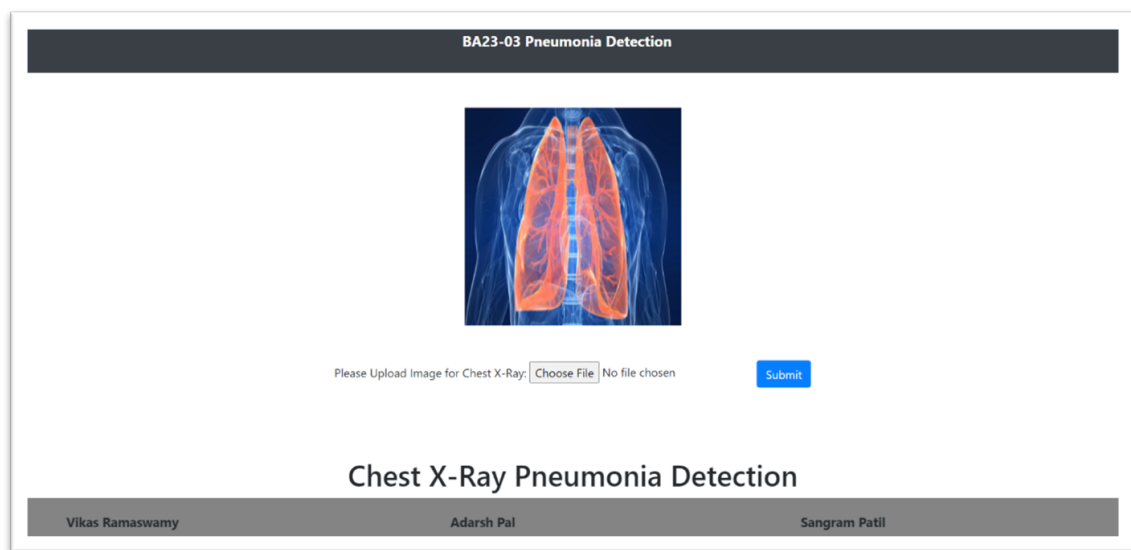 BA23-03 Pneumonia Detection
Please Upload Image for Chest X-Ray: Choose File No file chosen Submit
Chest X-Ray Pneumonia Detection
Vikas Ramaswamy Adarsh Pal Sangram Patil